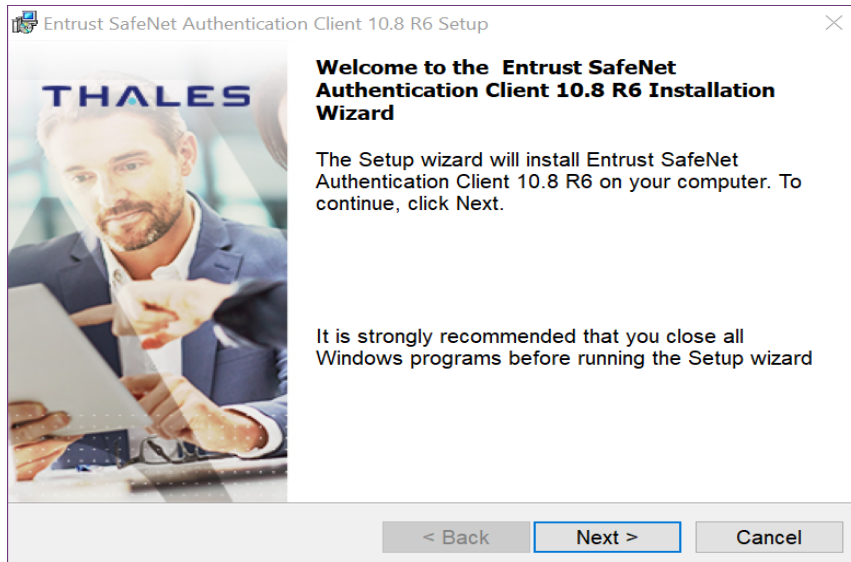 Entrust SafeNet Authentication Client 10.8 R6 Setup
THALES
Welcome to the Entrust SafeNet
Authentication Client 10.8 R6 Installation
Wizard
The Setup wizard will install Entrust SafeNet
Authentication Client 10.8 R6 on your computer. To
continue, click Next.
It is strongly recommended that you close all
Windows programs before running the Setup wizard
< Back Next > Cancel